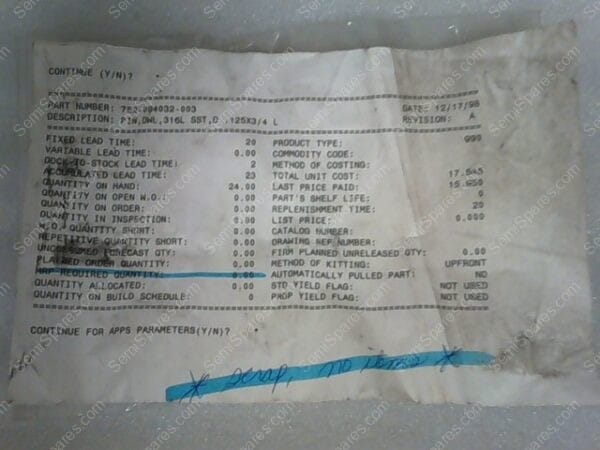 CONTINUE (Y/N)?
PART NUMBER: 782-994032-003 DATE: 12/17/98
DESCRIPTION: PIN,DWL,316L SST,D .125X3/4 L REVISION: A
FIXED LEAD TIME: 20 PRODUCT TYPE: 999
VARIABLE LEAD TIME: 0.00 COMMODITY CODE:
DOCK-TO-STOCK LEAD TIME: 2 METHOD OF COSTING:
ACCUMULATED LEAD TIME: 23 TOTAL UNIT COST: 17.545
QUANTITY ON HAND: 24.00 LAST PRICE PAID: 15.950
QUANTITY ON OPEN W.O.: 0.00 PART'S SHELF LIFE: 0
QUANTITY ON ORDER: 0.00 REPLENISHMENT TIME: 20
QUANTITY IN INSPECTION: 0.00 LIST PRICE: 0.000
W.O. QUANTITY SHORT: 0.00 CATALOG NUMBER:
REPETITIVE QUANTITY SHORT: 0.00 DRAWING REF NUMBER:
UNCONSUMED FORECAST QTY: 0.00 FIRM PLANNED UNRELEASED QTY: 0.00
PLANNED ORDER QUANTITY: 0.00 METHOD OF KITTING: UPFRONT
MRP REQUIRED QUANTITY: 0.00 AUTOMATICALLY PULLED PART: NO
QUANTITY ALLOCATED: 0.00 STD YIELD FLAG: NOT USED
QUANTITY ON BUILD SCHEDULE: 0 PROP YIELD FLAG: NOT USED
CONTINUE FOR APPS PARAMETERS(Y/N)?
* scrap, no demand *
SemiSpares.com